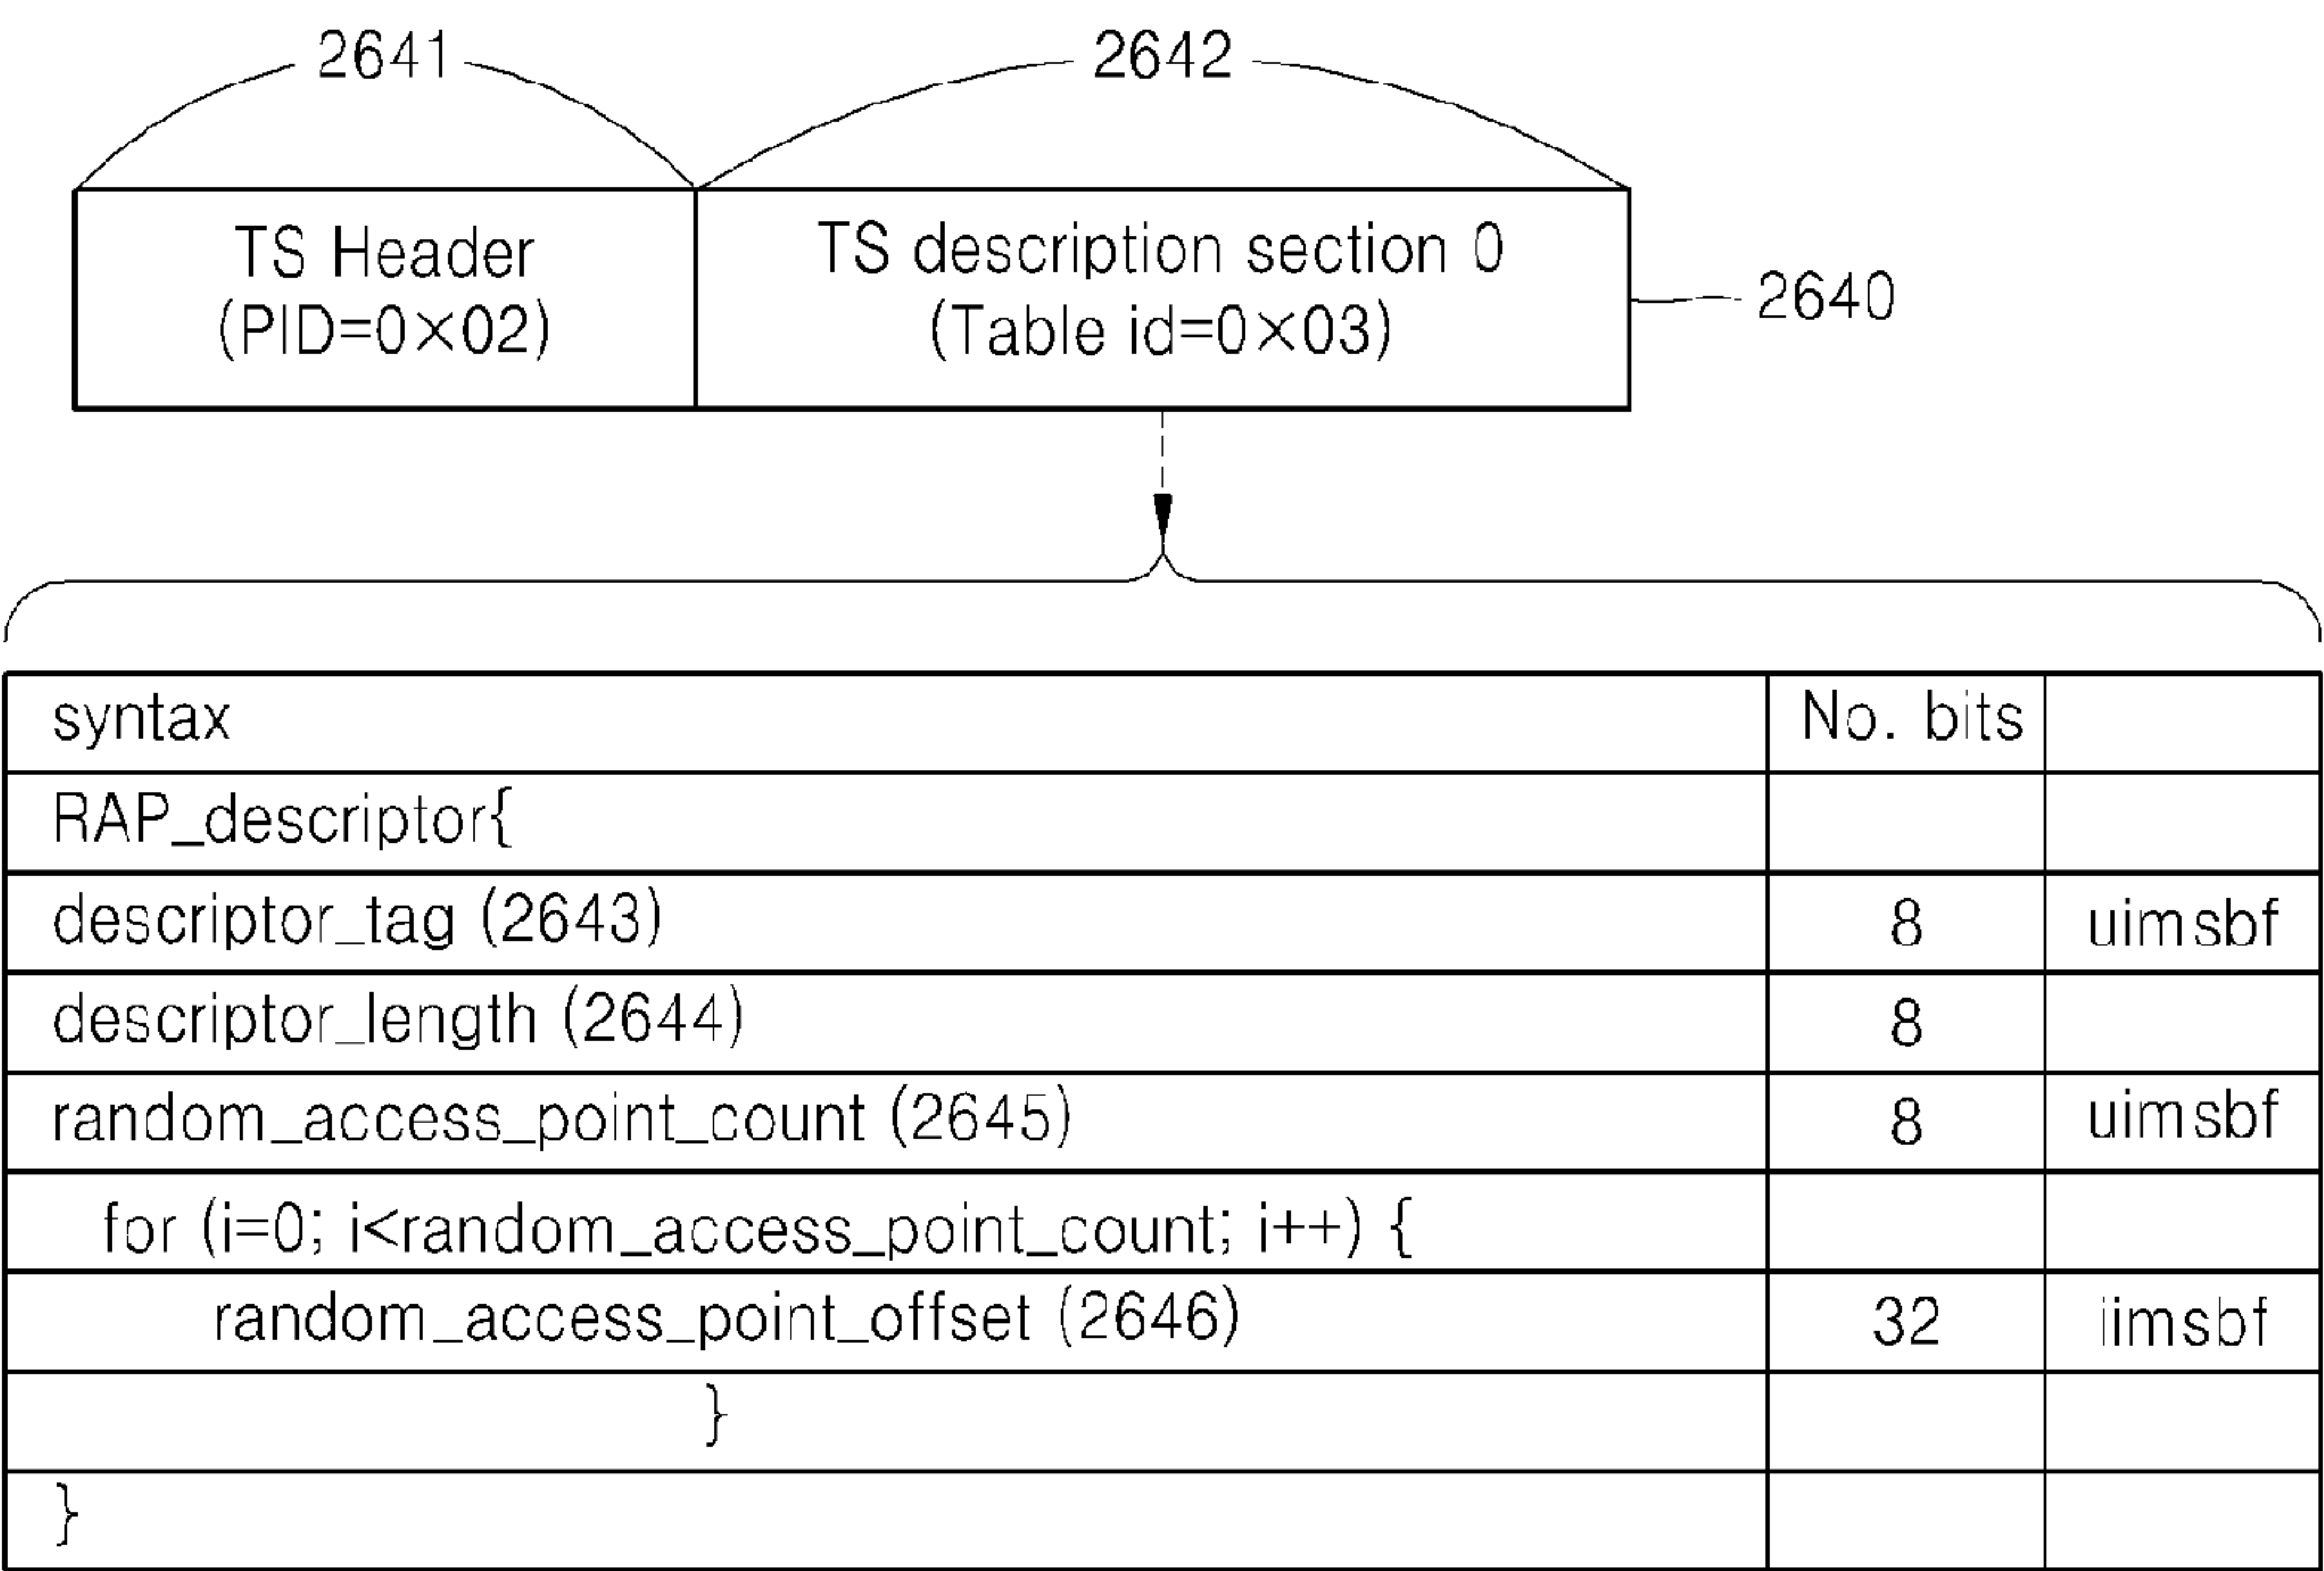 2641 2642
TS Header
(PID=0×02)
TS description section 0
(Table id=0×03)
2640
syntax No. bits
RAP_descriptor{
descriptor_tag (2643) 8 uimsbf
descriptor_length (2644) 8
random_access_point_count (2645) 8 uimsbf
for (i=0; i<random_access_point_count; i++) {
random_access_point_offset (2646) 32 iimsbf
}
}